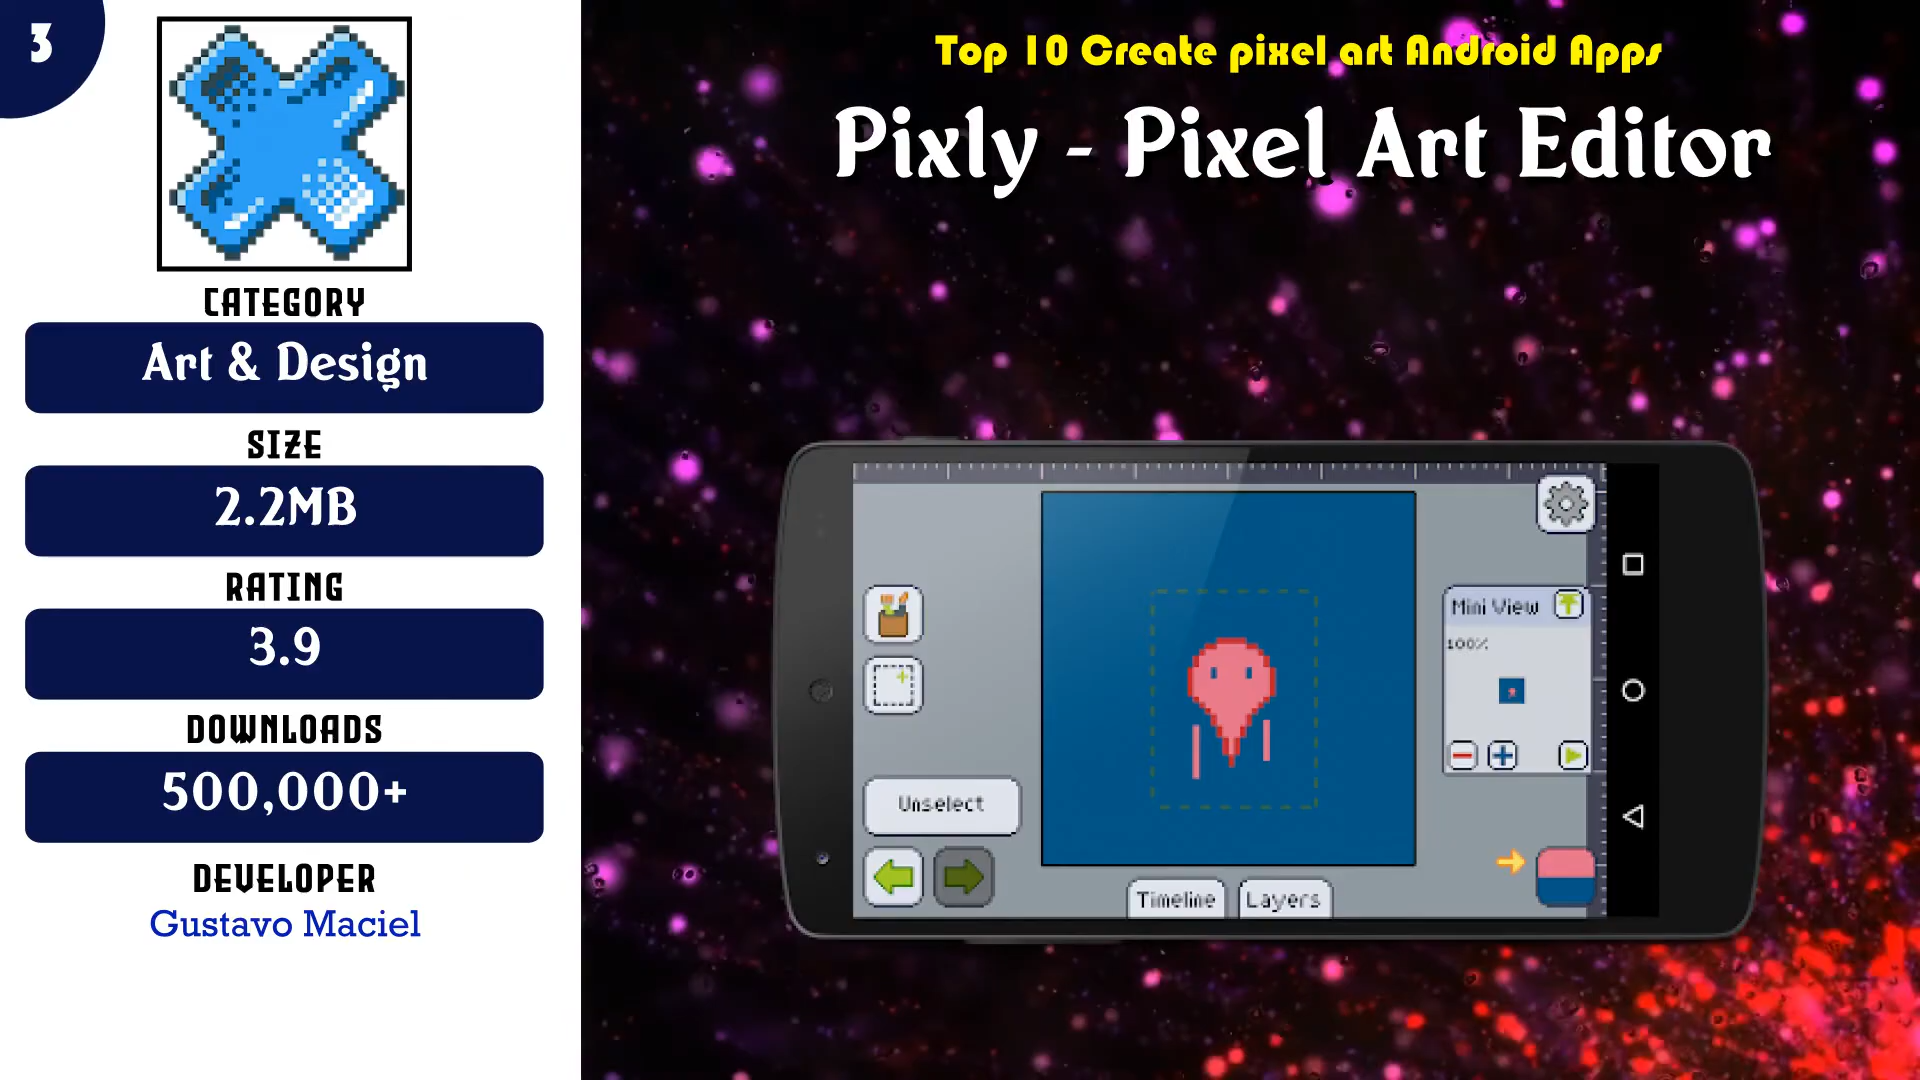 3
CATEGORY
Art & Design
SIZE
2.2MB
RATING
3.9
DOWNLOADS
500,000+
DEVELOPER
Gustavo Maciel
Top 10 Create pixel art Android Apps
Pixly - Pixel Art Editor
Mini View
100%
Unselect
Timeline
Layers